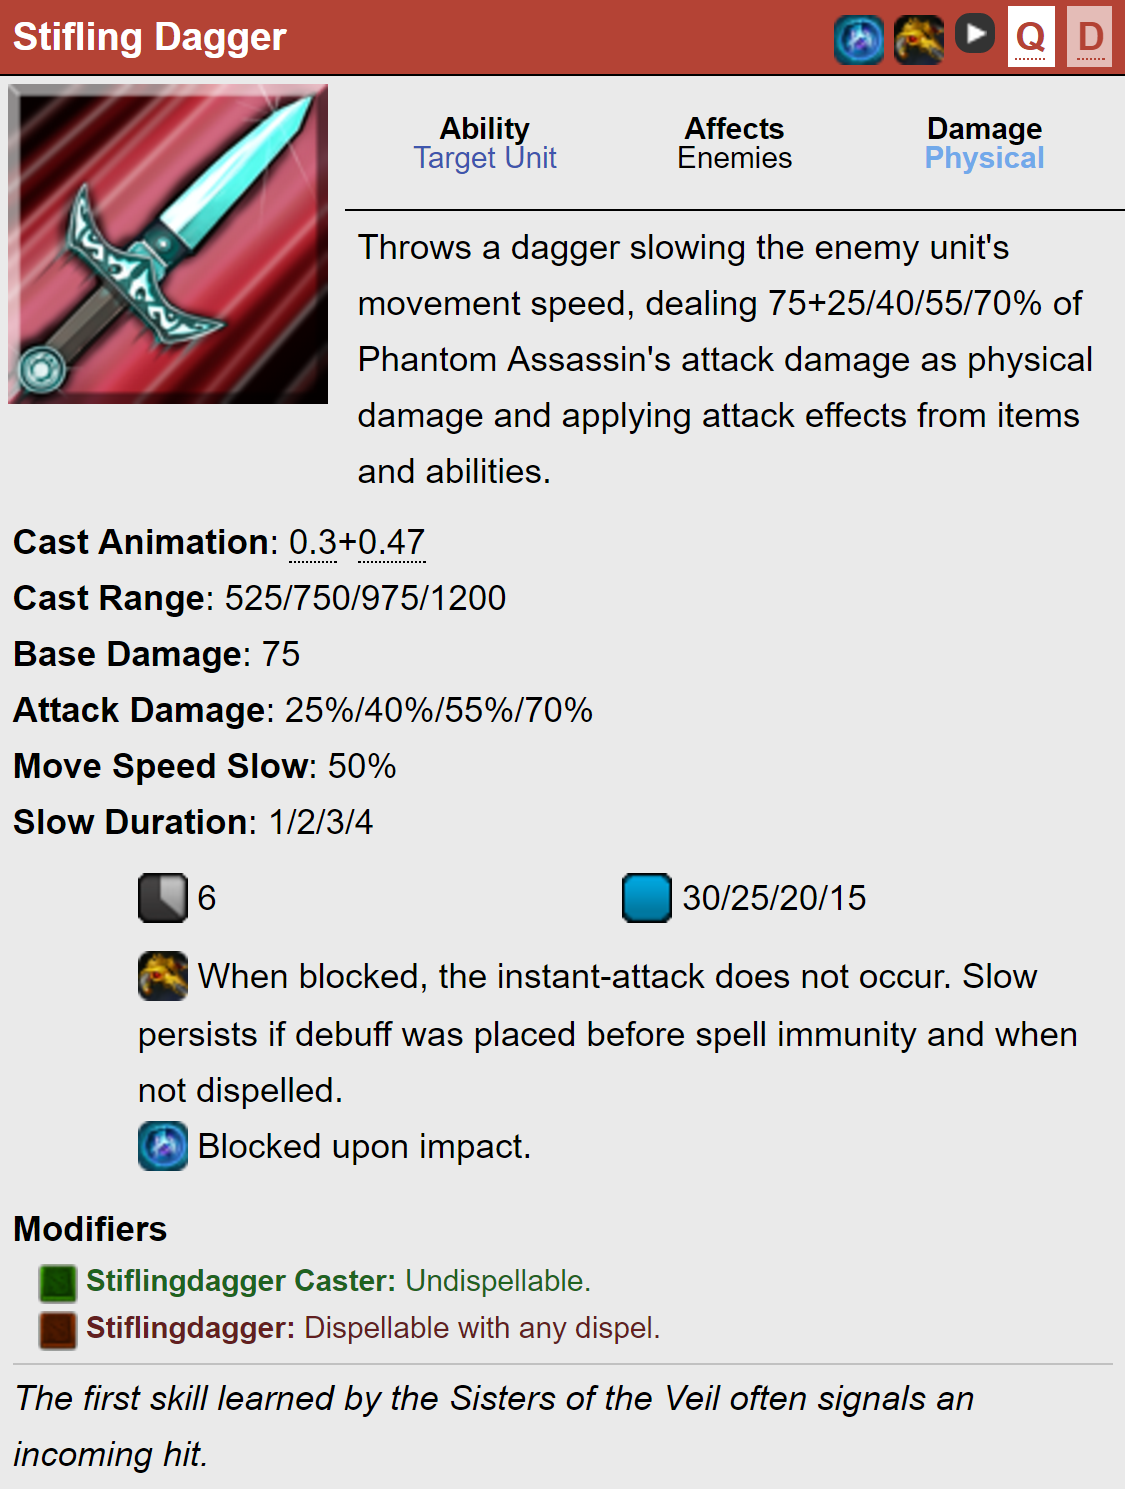 Stifling Dagger
Q D
Ability Affects Damage
Target Unit Enemies Physical
Throws a dagger slowing the enemy unit's
movement speed, dealing 75+25/40/55/70% of
Phantom Assassin's attack damage as physical
damage and applying attack effects from items
and abilities.
Cast Animation: 0.3+0.47
Cast Range: 525/750/975/1200
Base Damage: 75
Attack Damage: 25%/40%/55%/70%
Move Speed Slow: 50%
Slow Duration: 1/2/3/4
6 30/25/20/15
When blocked, the instant-attack does not occur. Slow
persists if debuff was placed before spell immunity and when
not dispelled.
Blocked upon impact.
Modifiers
Stiflingdagger Caster: Undispellable.
Stiflingdagger: Dispellable with any dispel.
The first skill learned by the Sisters of the Veil often signals an
incoming hit.